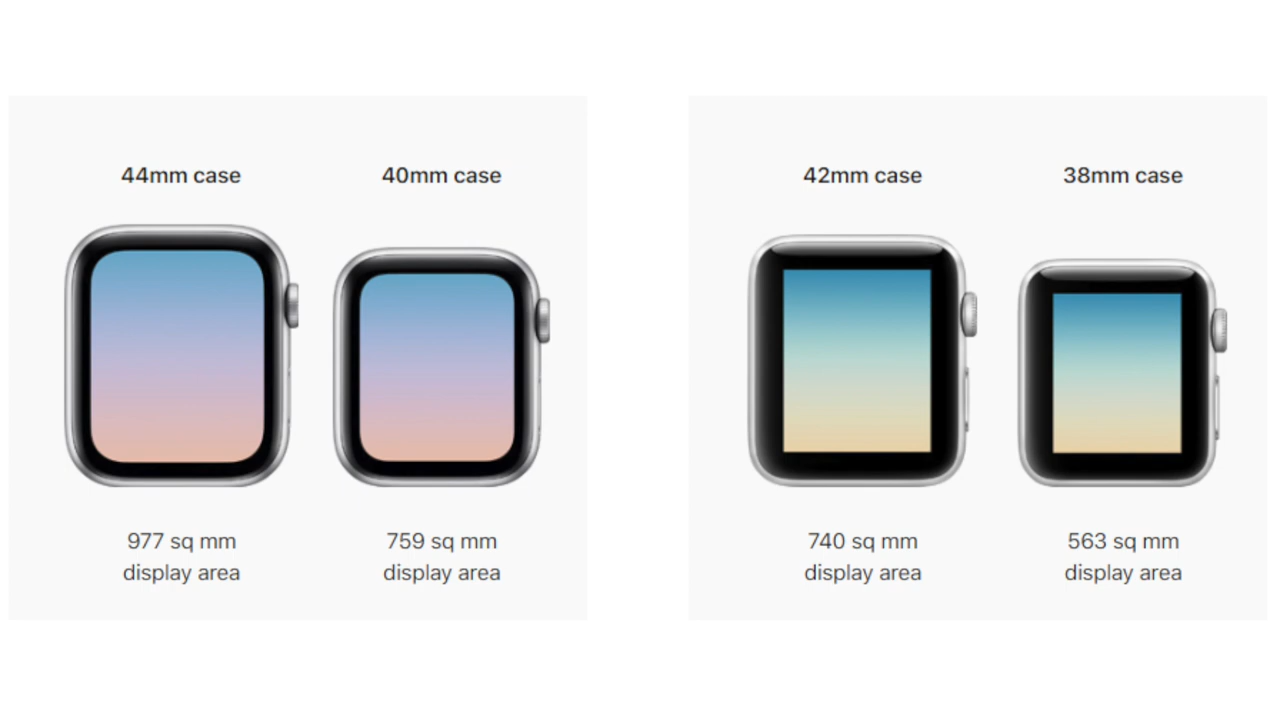 44mm case
40mm case
42mm case
38mm case
977 sq mm
display area
759 sq mm
display area
740 sq mm
display area
563 sq mm
display area